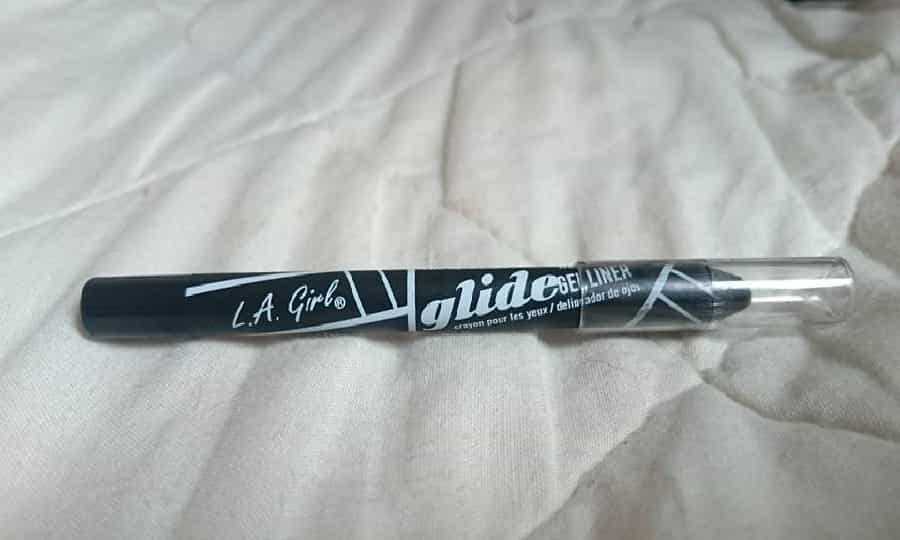 L.A. Girl®
glide GEL LINER
crayon pour les yeux / delineador de ojos